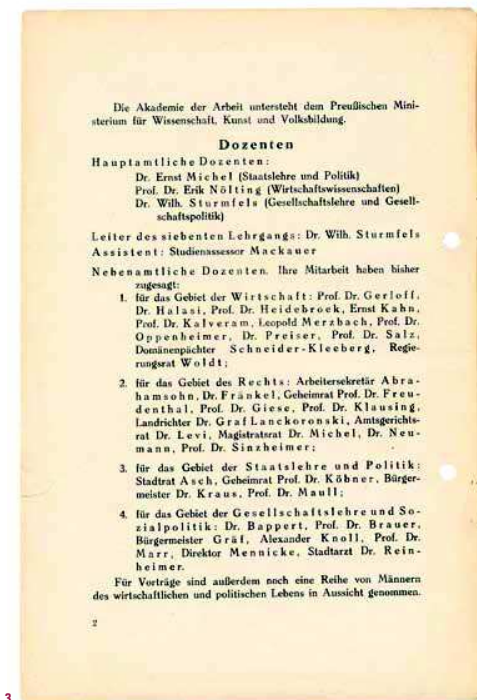 Die Akademie der Arbeit untersteht dem Preußischen Mini-
sterium für Wissenschaft, Kunst und Volksbildung.
Dozenten
Hauptamtliche Dozenten:
Dr. Ernst Michel (Staatslehre und Politik)
Prof. Dr. Erik Nölting (Wirtschaftswissenschaften)
Dr. Wilh. Sturmfels (Gesellschaftslehre und Gesell-
schaftspolitik)
Leiter des siebenten Lehrgangs: Dr. Wilh. Sturmfels
Assistent: Studienassessor Mackauer
Nebenamtliche Dozenten. Ihre Mitarbeit haben bisher
zugesagt:
1. für das Gebiet der Wirtschaft: Prof. Dr. Gerloff,
Dr. Halasi, Prof. Dr. Heidebroek, Ernst Kahn,
Prof. Dr. Kalveram, Leopold Merzbach, Prof. Dr.
Oppenheimer, Dr. Preiser, Prof. Dr. Salz,
Domänenpächter Schneider-Kleeberg, Regie-
rungsrat Woldt;
2. für das Gebiet des Rechts: Arbeitersekretär Abra-
hamsohn, Dr. Fränkel, Geheimrat Prof. Dr. Freu-
denthal, Prof. Dr. Giese, Prof. Dr. Klausing,
Landrichter Dr. Graf Lanckoronski, Amtsgerichts-
rat Dr. Levi, Magistratsrat Dr. Michel, Dr. Neu-
mann, Prof. Dr. Sinzheimer;
3. für das Gebiet der Staatslehre und Politik:
Stadtrat Asch, Geheimrat Prof. Dr. Köbner, Bürger-
meister Dr. Kraus, Prof. Dr. Maull;
4. für das Gebiet der Gesellschaftslehre und So-
zialpolitik: Dr. Bappert, Prof. Dr. Brauer,
Bürgermeister Gräf, Alexander Knoll, Prof. Dr.
Marr, Direktor Mennicke, Stadtarzt Dr. Rein-
heimer.
Für Vorträge sind außerdem noch eine Reihe von Männern
des wirtschaftlichen und politischen Lebens in Aussicht genommen.
2
3